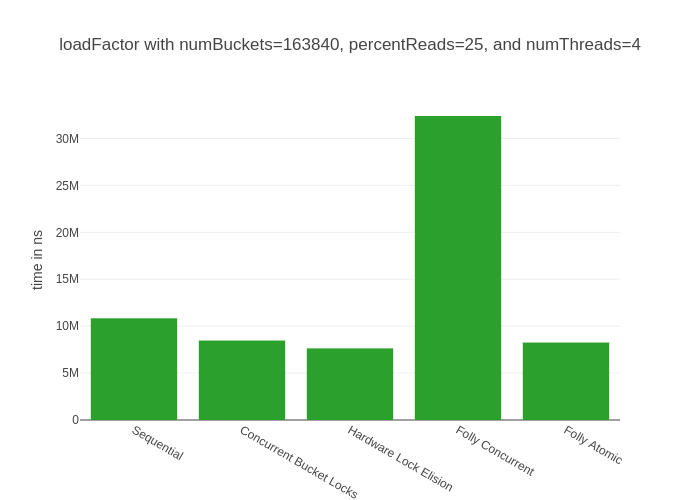 loadFactor with numBuckets=163840, percentReads=25, and numThreads=4
30M
25M
20M
15M
10M
5M
0
time in ns
Sequential
Concurrent Bucket Locks
Hardware Lock Elision
Folly Concurrent
Folly Atomic